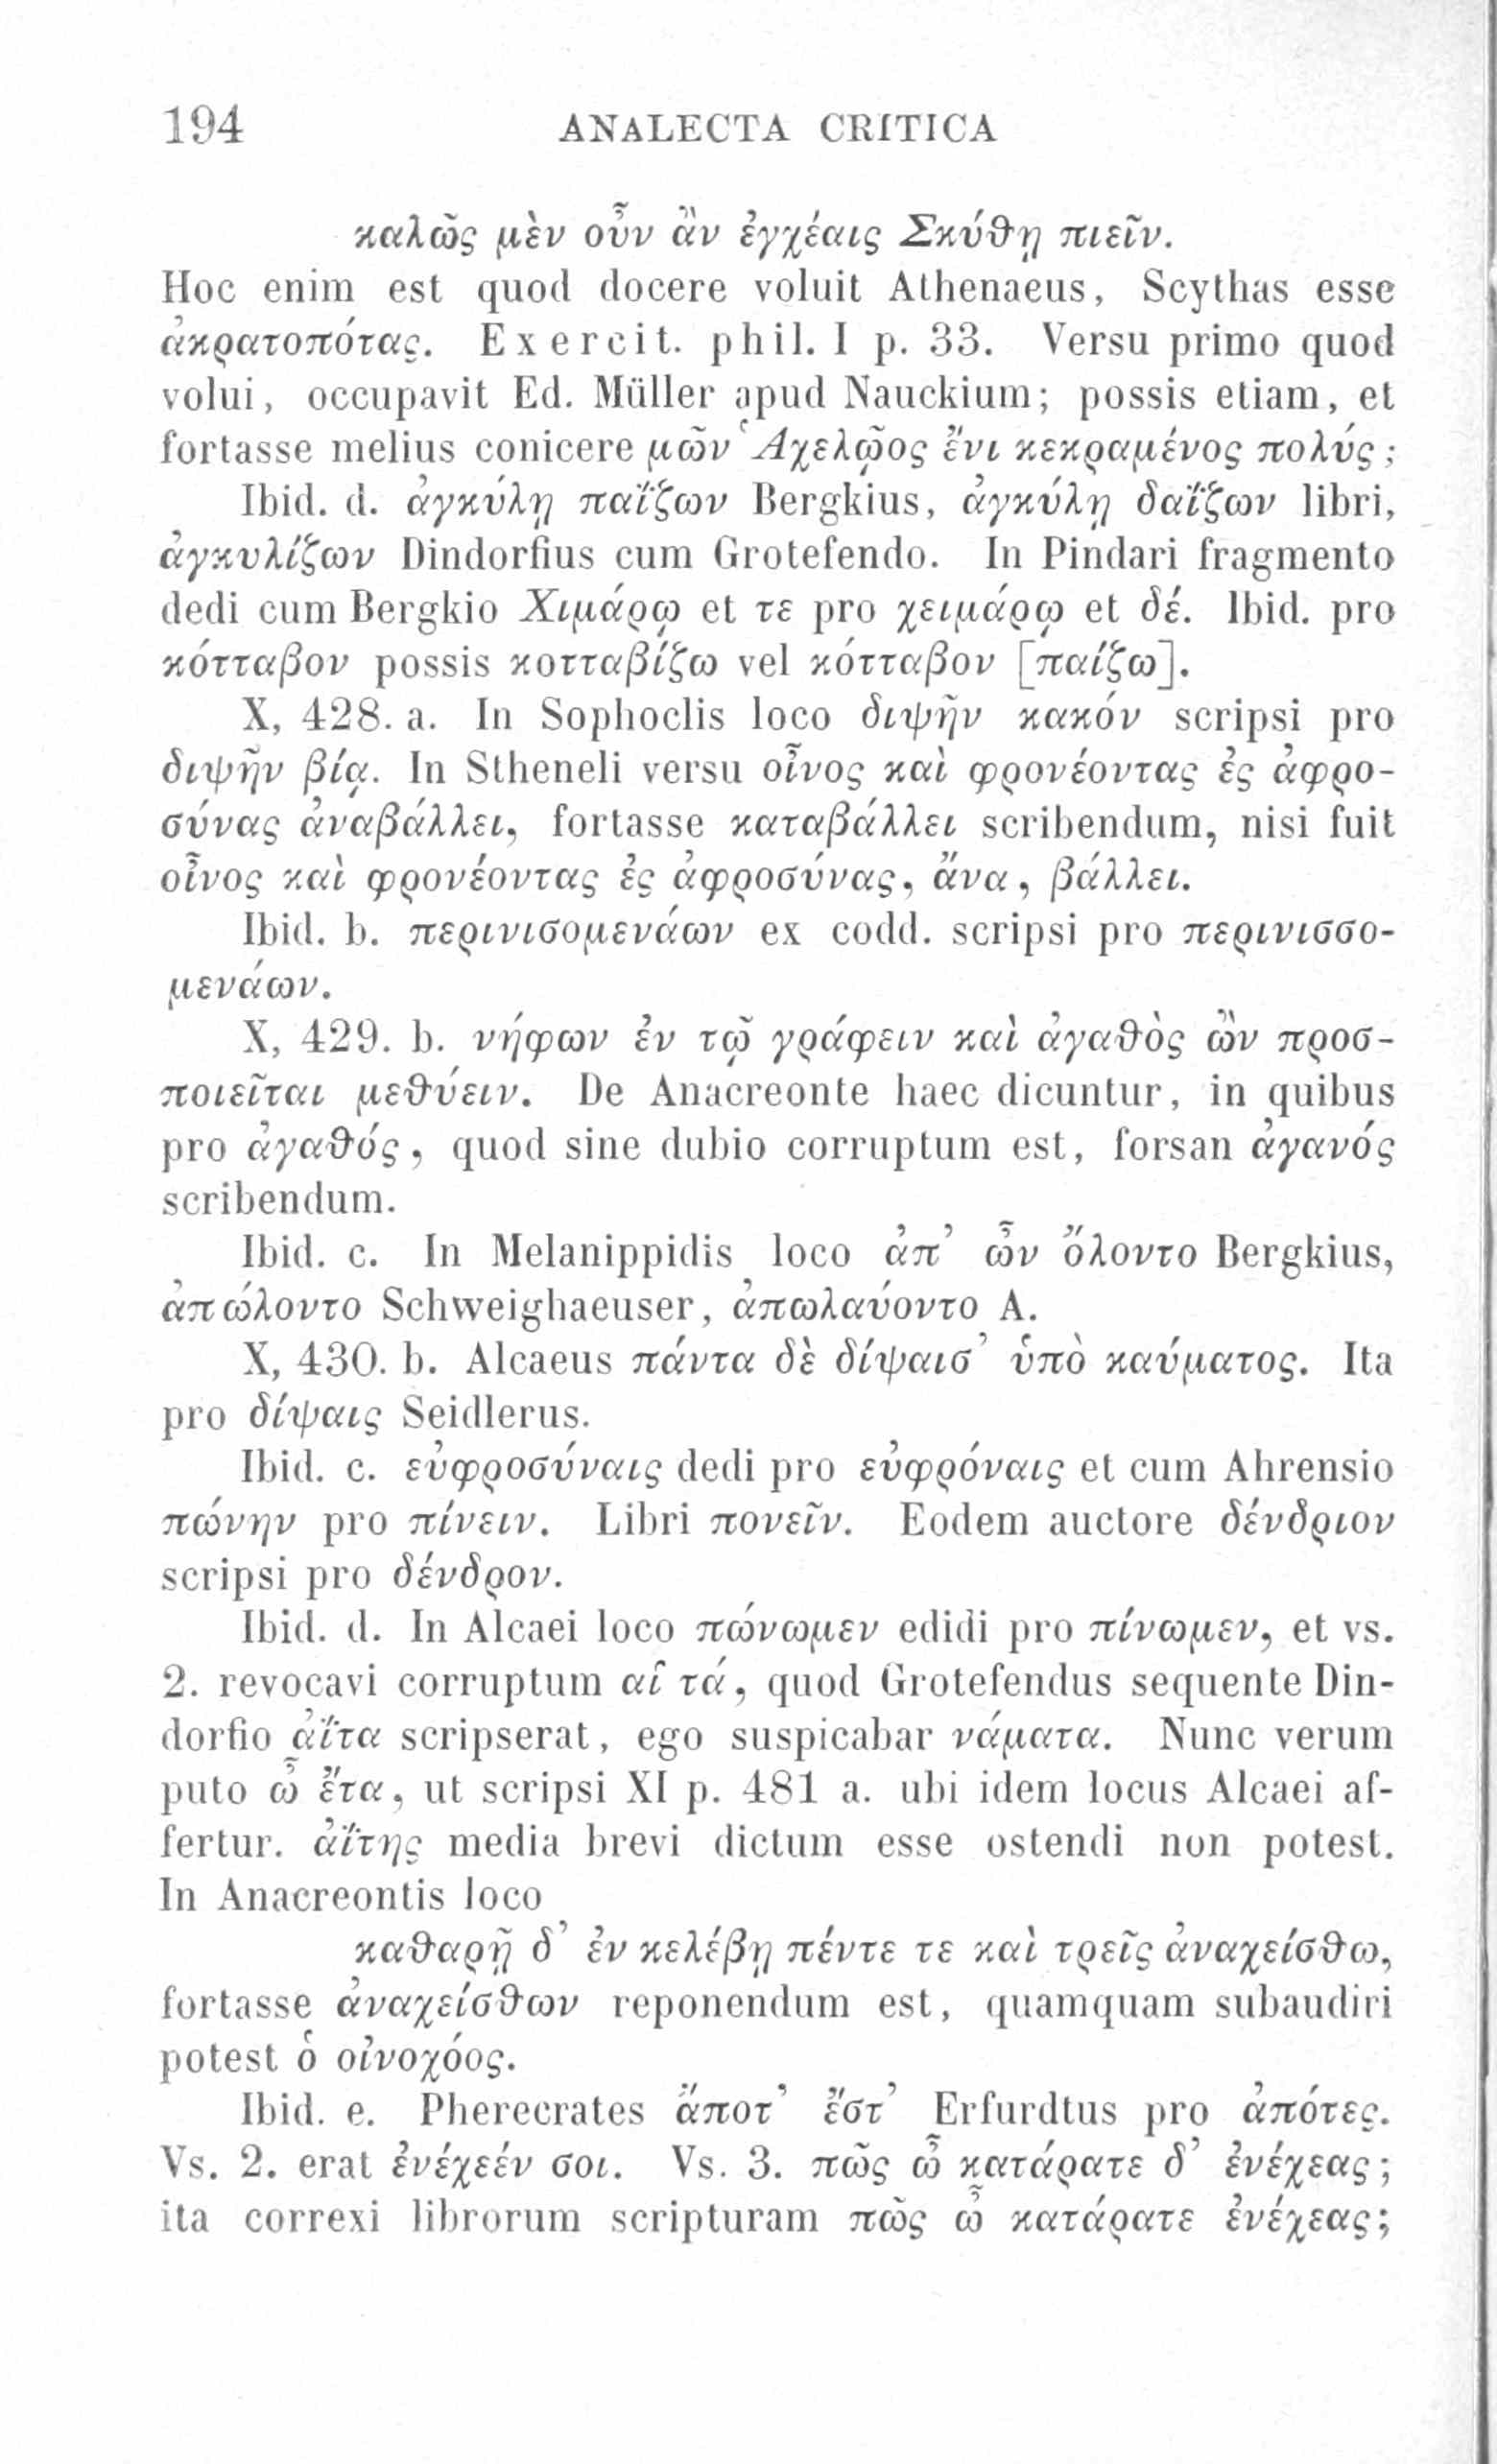 194 ANALECTA CRITICA
καλῶς μὲν οὖν ἂν ἐγχέαις Σκύθῃ πιεῖν.
Hoc enim est quod docere voluit Athenaeus, Scythas esse
ἀκρατοπότας. Exercit. phil. I p. 33. Versu primo quod
volui, occupavit Ed. Müller apud Nauckium; possis etiam, et
fortasse melius conicere μῶν Ἁχελῷος ἔνι κεκραμένος πολύς;
Ibid. d. ἀγκύλῃ παΐζων Bergkius, ἀγκύλῃ δαΐζων libri,
ἀγκυλίζων Dindorfius cum Grotefendo. In Pindari fragmento
dedi cum Bergkio Χιμάρῳ et τε pro χειμάρῳ et δέ. Ibid. pro
κότταβον possis κοτταβίζω vel κότταβον [παίζω].
X, 428. a. In Sophoclis loco διψῆν κακόν scripsi pro
διψῆν βίᾳ. In Stheneli versu οἶνος καὶ φρονέοντας ἐς ἀφρο-
σύνας ἀναβάλλει, fortasse καταβάλλει scribendum, nisi fuit
οἶνος καὶ φρονέοντας ἐς ἀφροσύνας, ἄνα, βάλλει.
Ibid. b. περινισομενάων ex codd. scripsi pro περινισσο-
μενάων.
X, 429. b. νήφων ἐν τῷ γράφειν καὶ ἀγαθὸς ὢν προσ-
ποιεῖται μεθύειν. De Anacreonte haec dicuntur, in quibus
pro ἀγαθός, quod sine dubio corruptum est, forsan ἀγανός
scribendum.
Ibid. c. In Melanippidis loco ἀπ’ ὦν ὄλοντο Bergkius,
ἀπώλοντο Schweighaeuser, ἀπωλαύοντο A.
X, 430. b. Alcaeus πάντα δὲ δίψαισ’ ὑπὸ καύματος. Ita
pro δίψαις Seidlerus.
Ibid. c. εὐφροσύναις dedi pro εὐφρόναις et cum Ahrensio
πώνην pro πίνειν. Libri πονεῖν. Eodem auctore δένδριον
scripsi pro δένδρον.
Ibid. d. In Alcaei loco πώνωμεν edidi pro πίνωμεν, et vs.
2. revocavi corruptum αἵ τά, quod Grotefendus sequente Din-
dorfio ἀΐτα scripserat, ego suspicabar νάματα. Nunc verum
puto ὦ ἔτα, ut scripsi XI p. 481 a. ubi idem locus Alcaei af-
fertur. ἀΐτης media brevi dictum esse ostendi non potest.
In Anacreontis loco
καθαρῇ δ’ ἐν κελέβῃ πέντε τε καὶ τρεῖς ἀναχείσθω,
fortasse ἀναχείσθων reponendum est, quamquam subaudiri
potest ὁ οἰνοχόος.
Ibid. e. Pherecrates ἄποτ’ ἔστ’ Erfurdtus pro ἀπότες.
Vs. 2. erat ἐνέχεέν σοι. Vs. 3. πῶς ὦ κατάρατε δ’ ἐνέχεας;
ita correxi librorum scripturam πῶς ὦ κατάρατε ἐνέχεας;